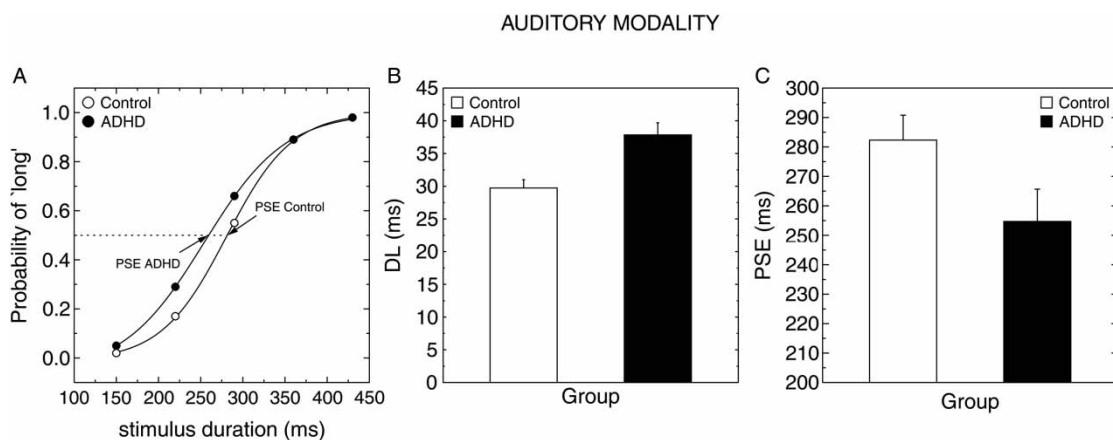 AUDITORY MODALITY
A
Control
ADHD
1.0
0.8
0.6
0.4
0.2
0.0
Probability of `long'
PSE Control
PSE ADHD
100 150 200 250 300 350 400 450
stimulus duration (ms)
B
Control
ADHD
45
40
35
30
25
20
15
10
5
0
DL (ms)
Group
C
Control
ADHD
300
290
280
270
260
250
240
230
220
210
200
PSE (ms)
Group